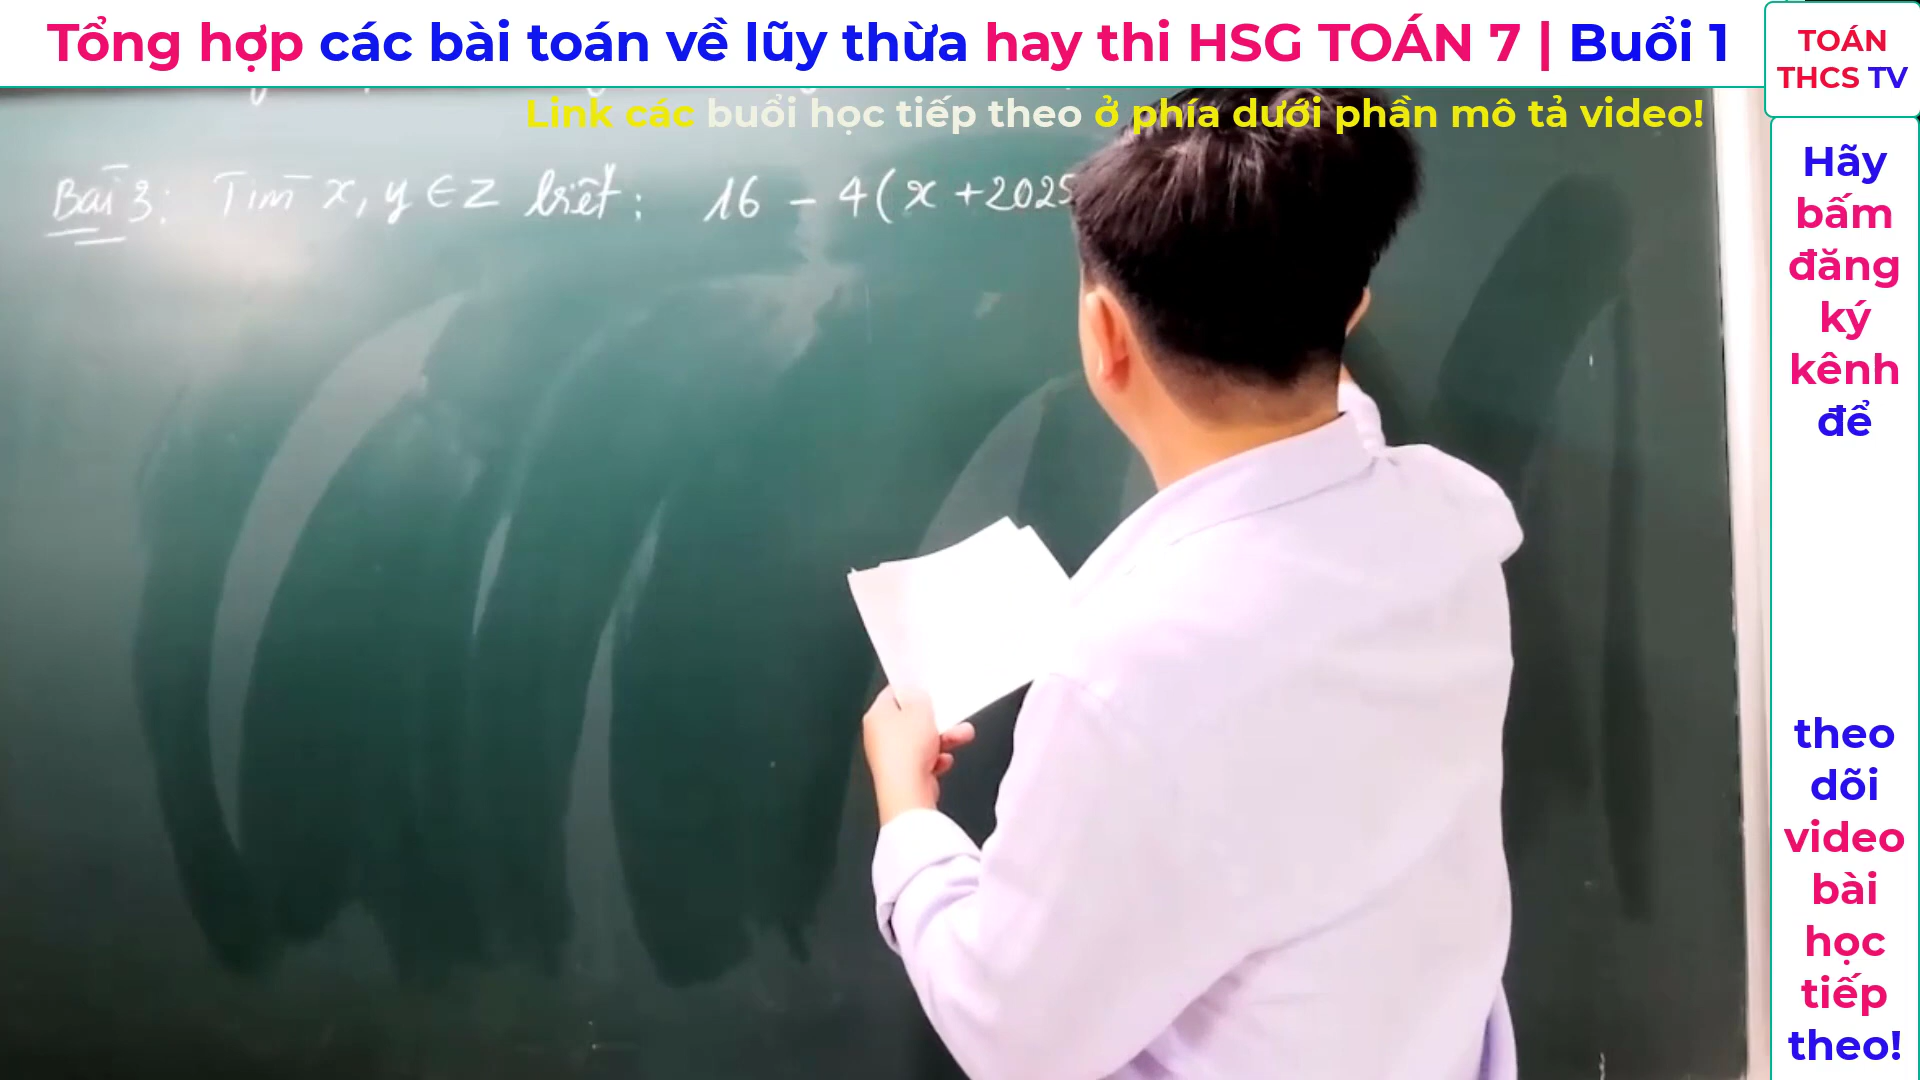 Tổng hợp các bài toán về lũy thừa hay thi HSG TOÁN 7 | Buổi 1
TOÁN
THCS TV
Link các buổi học tiếp theo ở phía dưới phần mô tả video!
Bài 3: Tìm x, y ∈ Z biết: 16 - 4(x + 2025
Hãy
bấm
đăng
ký
kênh
để
theo
dõi
video
bài
học
tiếp
theo!